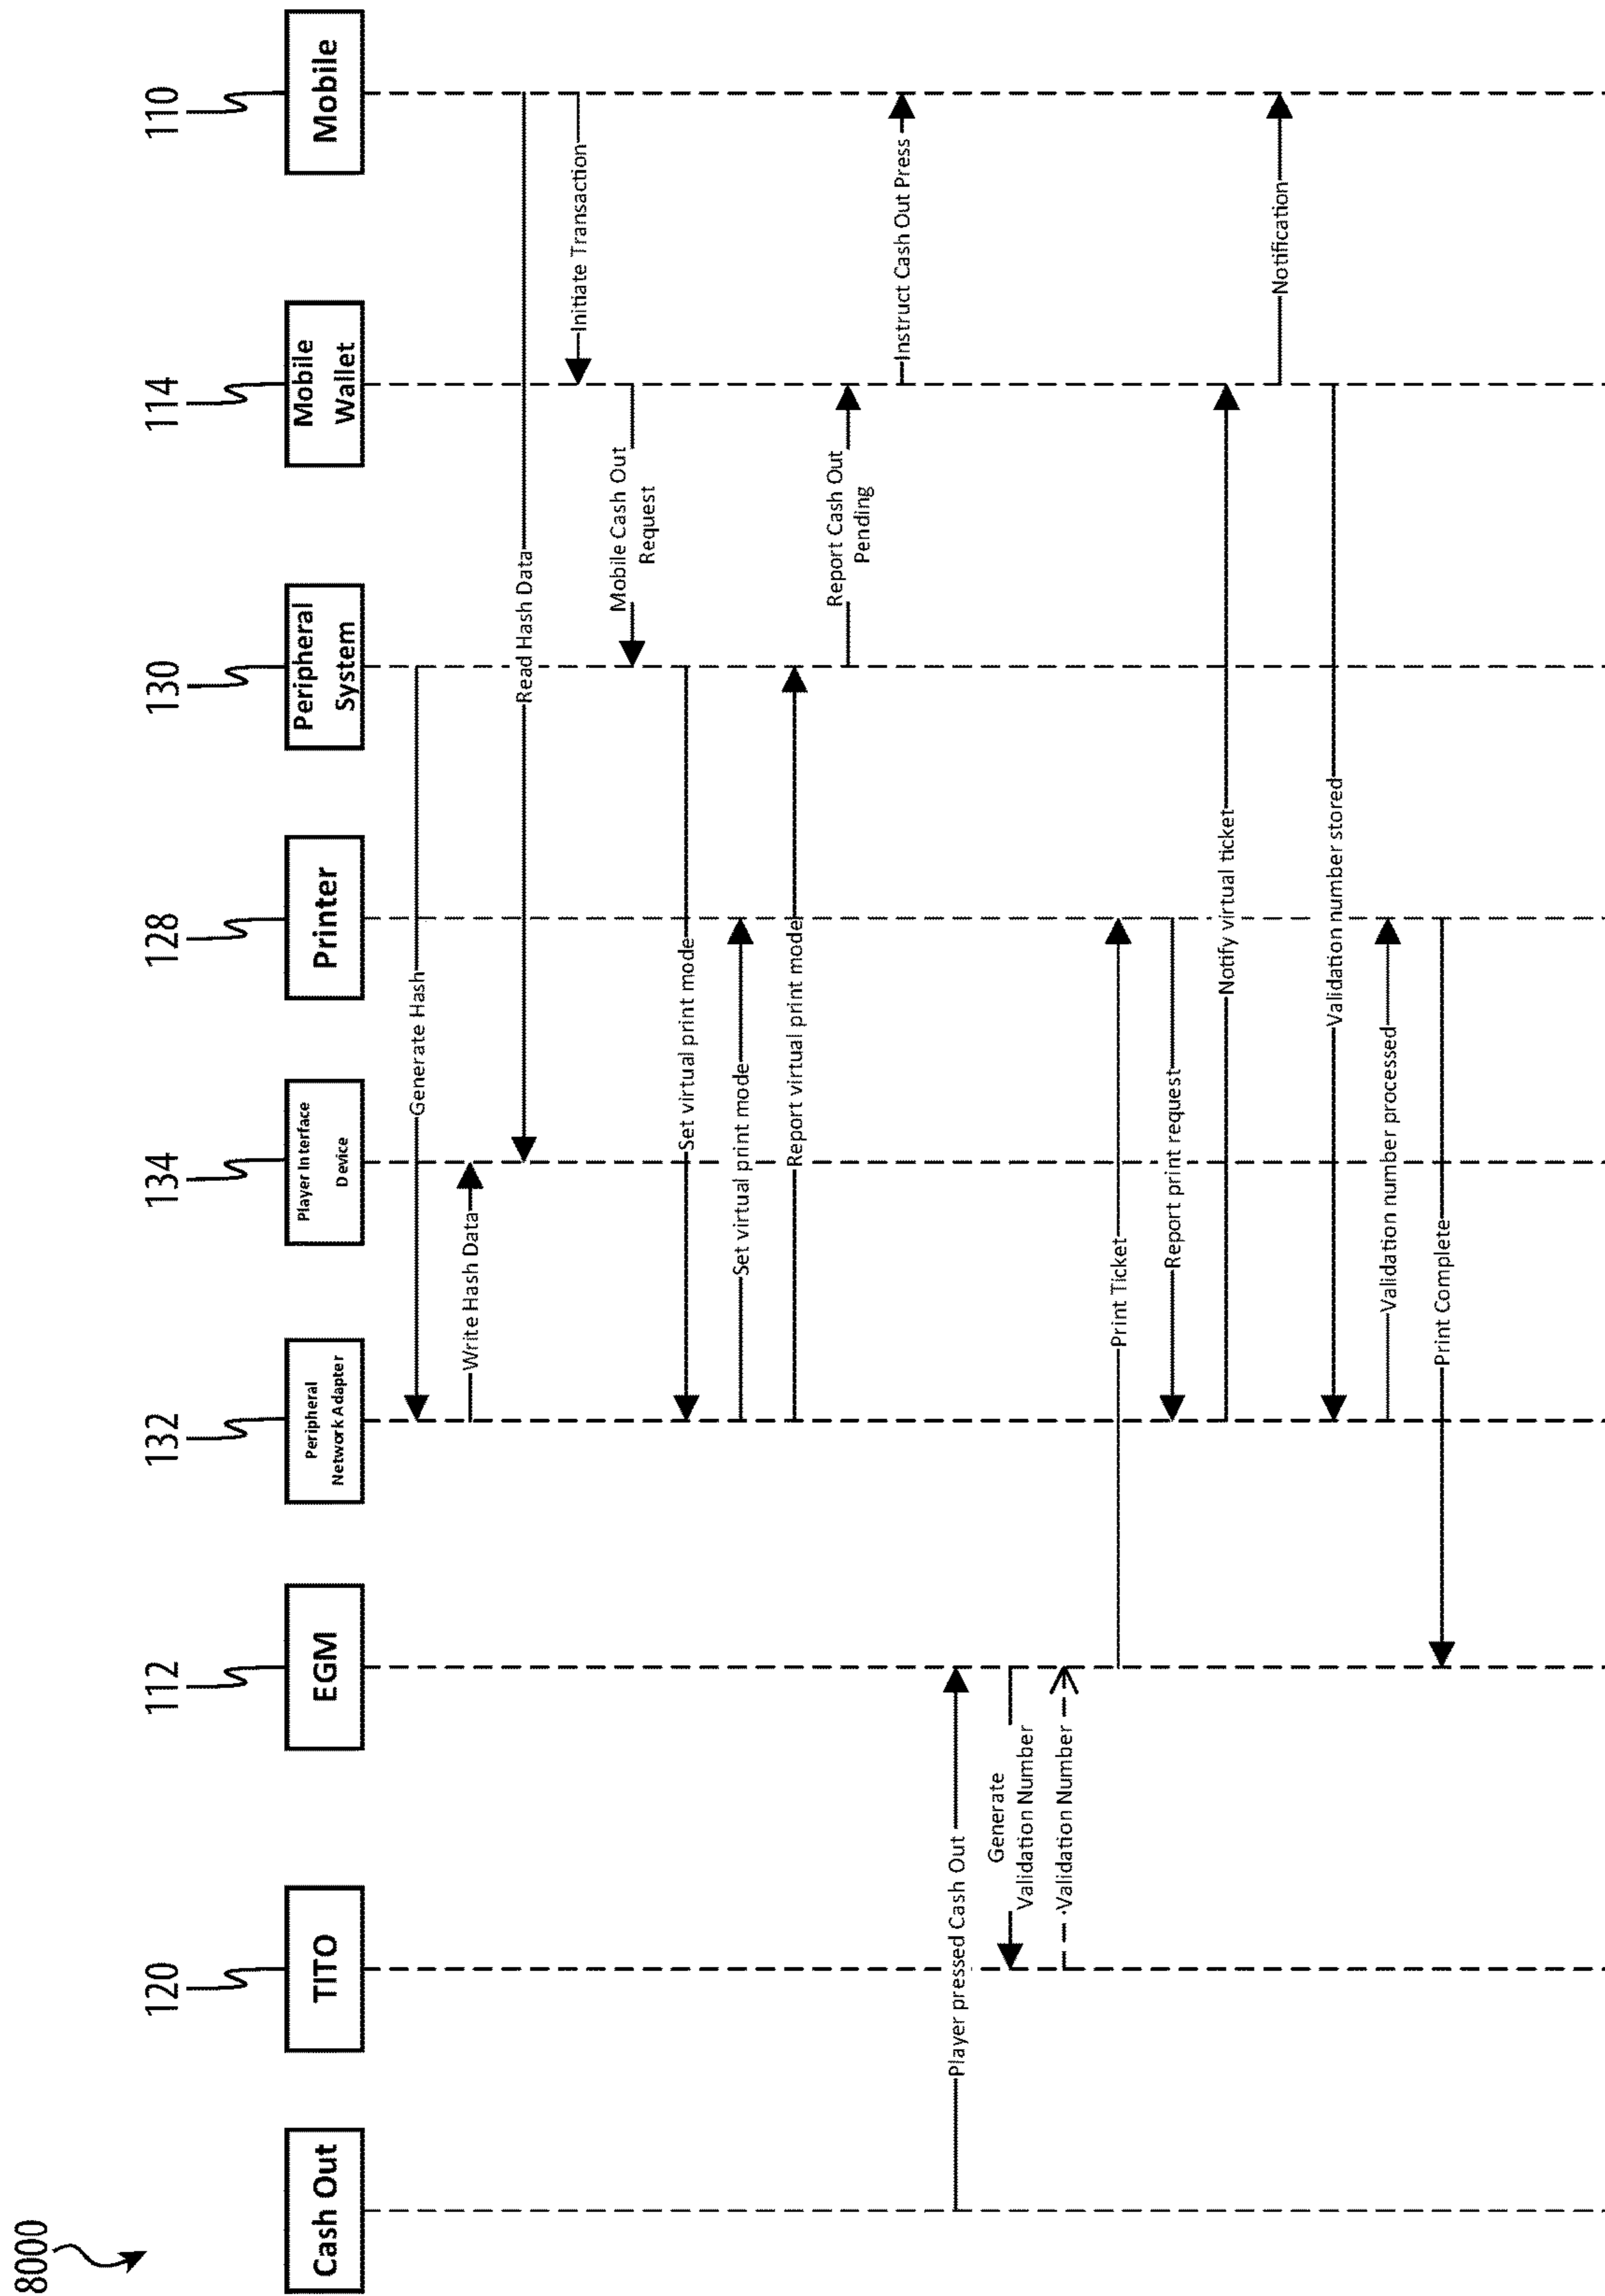 8000
120
112
132
134
128
130
114
110
Cash Out
TITO
EGM
Peripheral
Network Adapter
Player Interface
Device
Printer
Peripheral
System
Mobile
Wallet
Mobile
Generate Hash
Write Hash Data
Read Hash Data
Initiate Transaction
Mobile Cash Out
Request
Set virtual print mode
Set virtual print mode
Report virtual print mode
Report Cash Out
Pending
Instruct Cash Out Press
Player pressed Cash Out
Generate
Validation Number
Validation Number
Print Ticket
Report print request
Notify virtual ticket
Notification
Validation number stored
Validation number processed
Print Complete